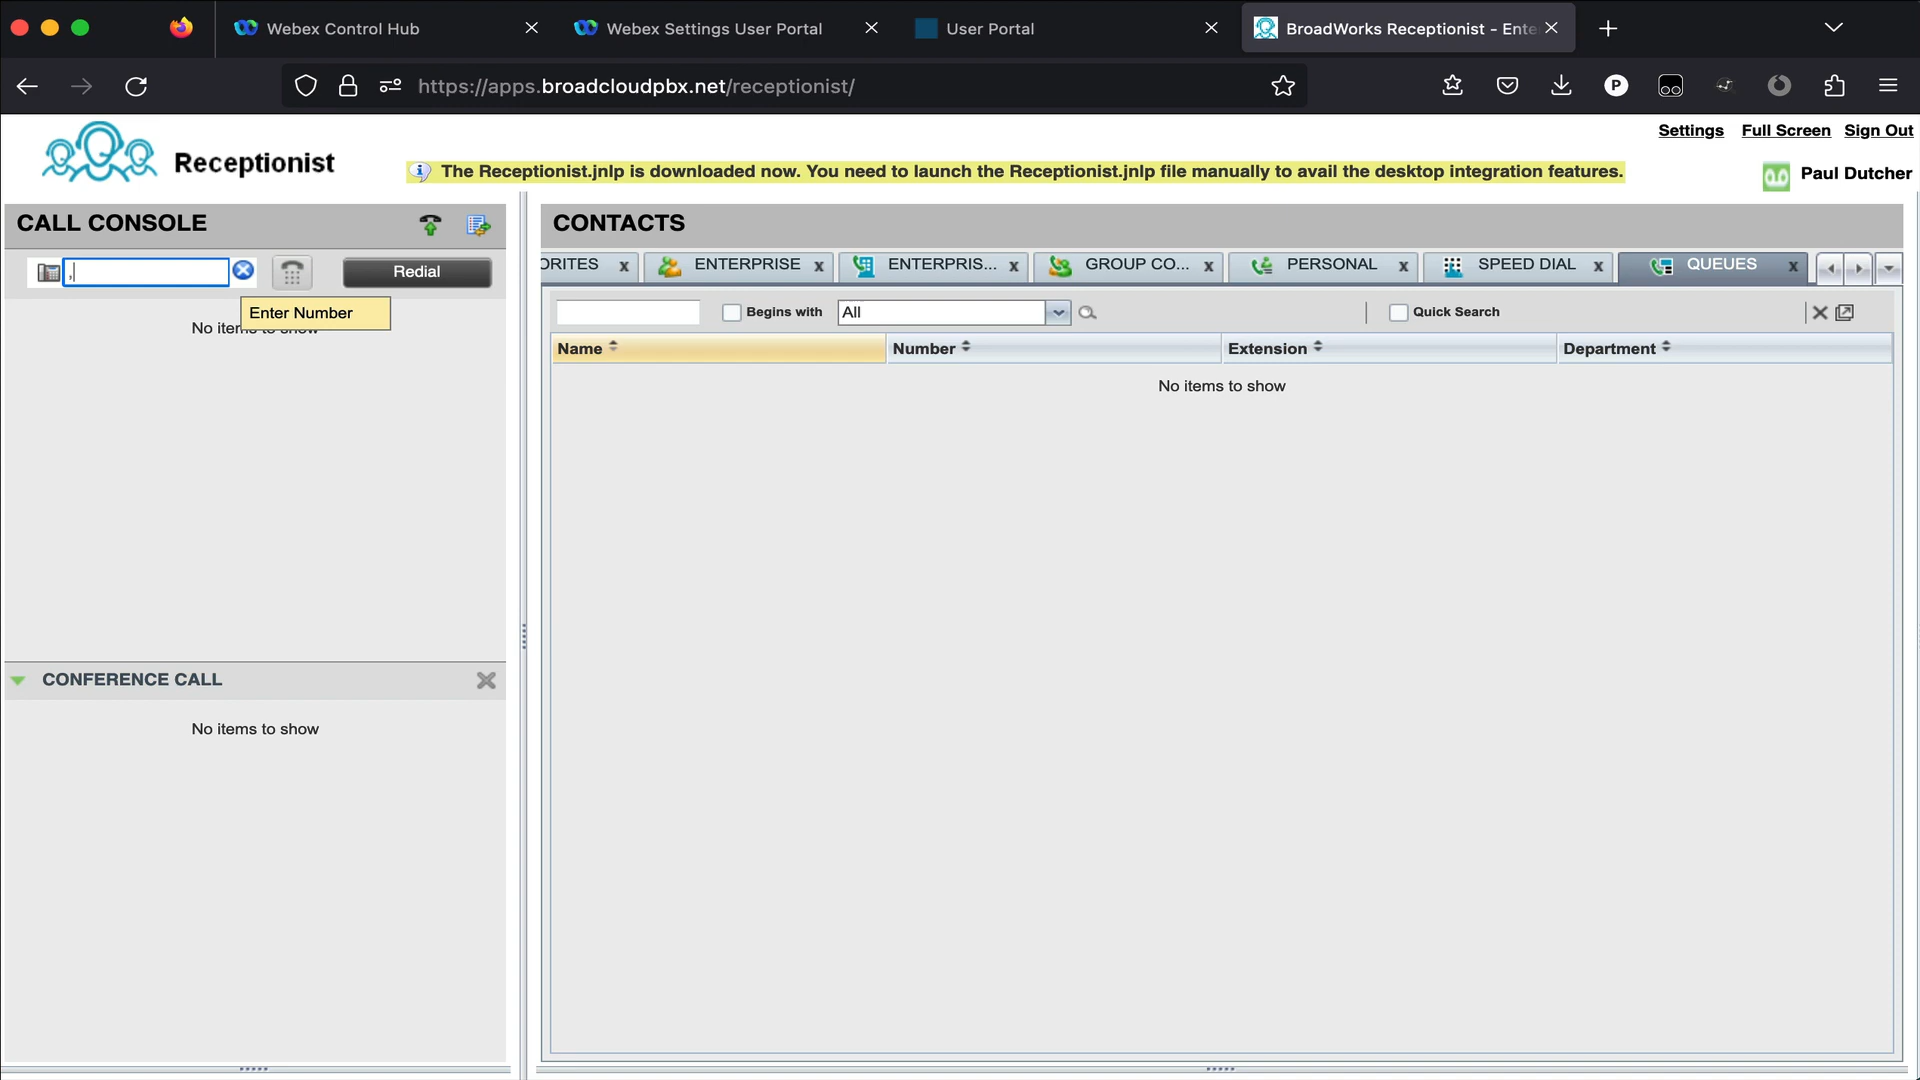 Webex Control Hub
Webex Settings User Portal
User Portal
BroadWorks Receptionist - Ente
https://apps.broadcloudpbx.net/receptionist/
Settings Full Screen Sign Out
Receptionist
The Receptionist.jnlp is downloaded now. You need to launch the Receptionist.jnlp file manually to avail the desktop integration features.
Paul Dutcher
CALL CONSOLE
,
Redial
Enter Number
No items to show
CONFERENCE CALL
No items to show
CONTACTS
ORITES x
ENTERPRISE x
ENTERPRIS... x
GROUP CO... x
PERSONAL x
SPEED DIAL x
QUEUES x
Begins with
All
Quick Search
Name
Number
Extension
Department
No items to show